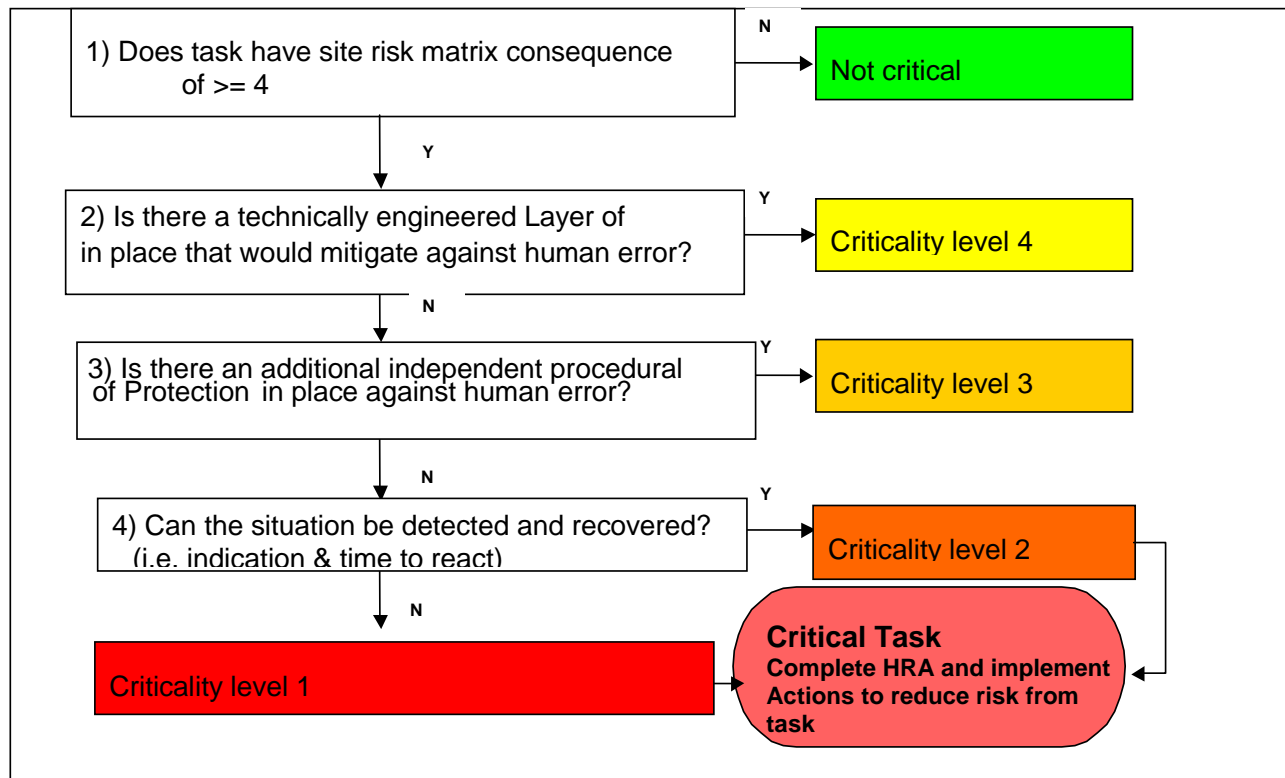 1) Does task have site risk matrix consequence
of >= 4
N
Not critical
Y
2) Is there a technically engineered Layer of
in place that would mitigate against human error?
Y
Criticality level 4
N
3) Is there an additional independent procedural
of Protection in place against human error?
Y
Criticality level 3
N
4) Can the situation be detected and recovered?
(i.e. indication & time to react)
Y
Criticality level 2
N
Criticality level 1
Critical Task
Complete HRA and implement
Actions to reduce risk from
task